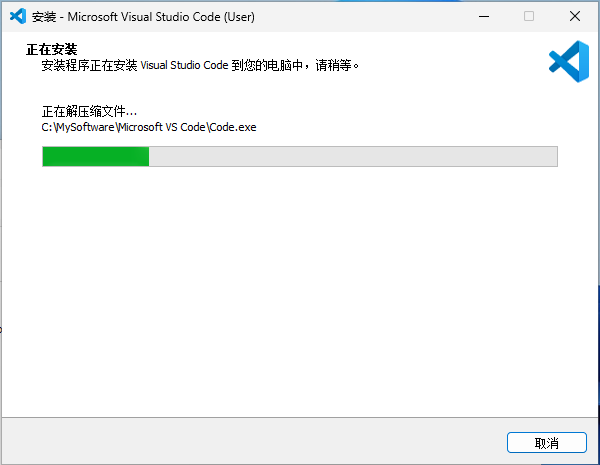 安装 - Microsoft Visual Studio Code (User)
正在安装
安装程序正在安装 Visual Studio Code 到您的电脑中，请稍等。
正在解压缩文件...
C:\MySoftware\Microsoft VS Code\Code.exe
取消